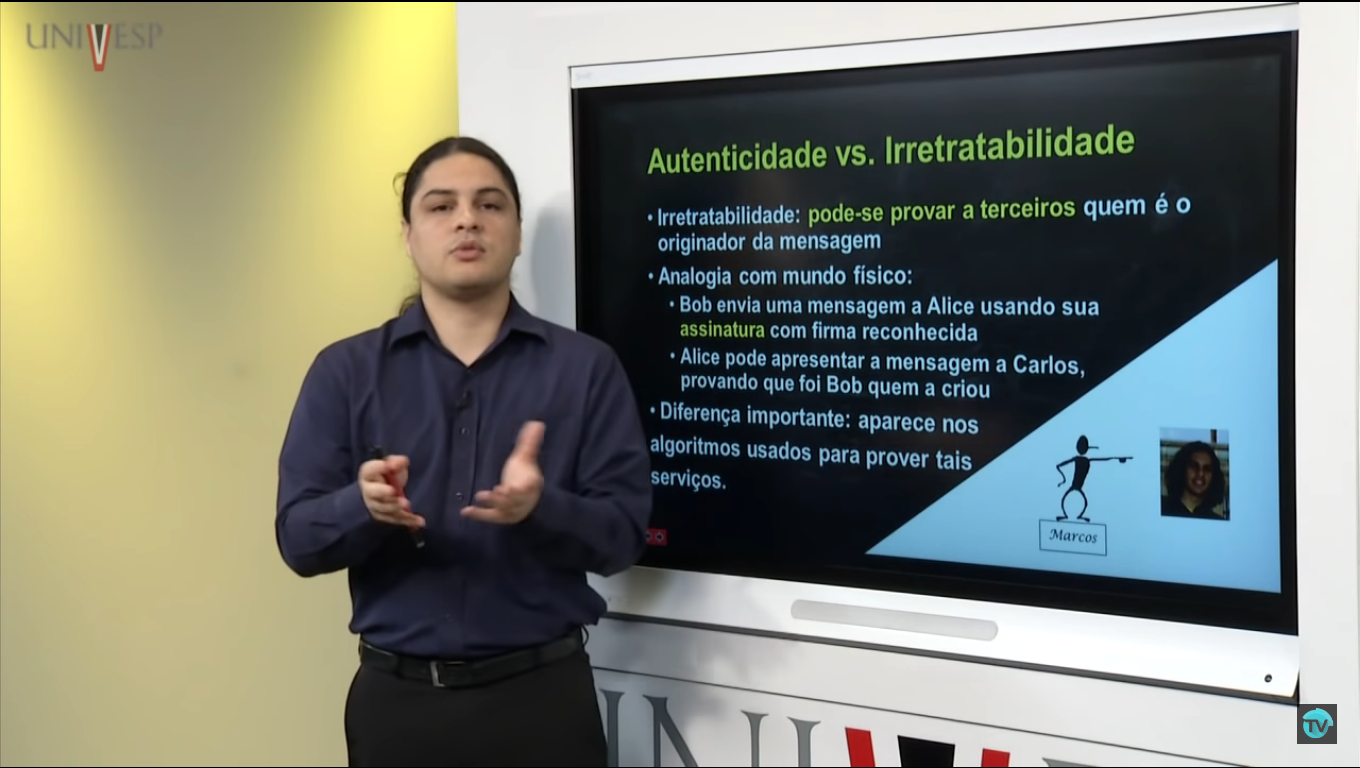 UNIVESP
Autenticidade vs. Irretratabilidade
• Irretratabilidade: pode-se provar a terceiros quem é o
originador da mensagem
• Analogia com mundo físico:
• Bob envia uma mensagem a Alice usando sua
assinatura com firma reconhecida
• Alice pode apresentar a mensagem a Carlos,
provando que foi Bob quem a criou
• Diferença importante: aparece nos
algoritmos usados para prover tais
serviços.
Marcos
UNIV
TV